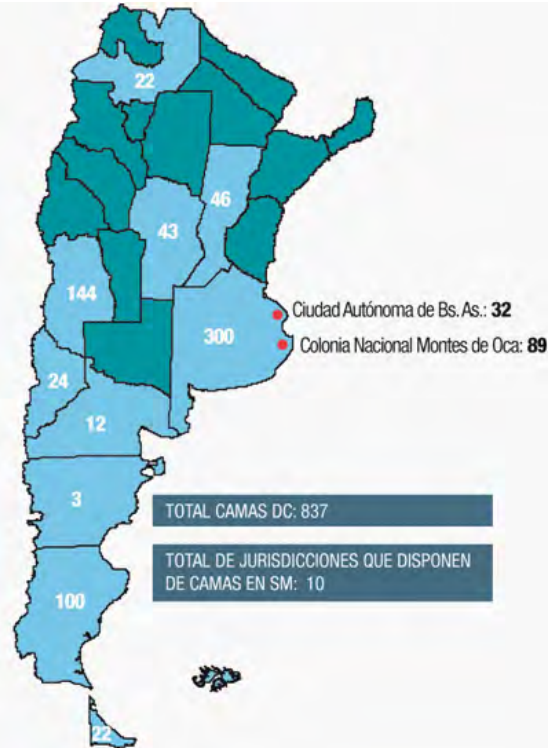 22
46
43
144
Ciudad Autónoma de Bs. As.: 32
300
Colonia Nacional Montes de Oca: 89
24
12
3
TOTAL CAMAS DC: 837
TOTAL DE JURISDICCIONES QUE DISPONEN
DE CAMAS EN SM: 10
100
22